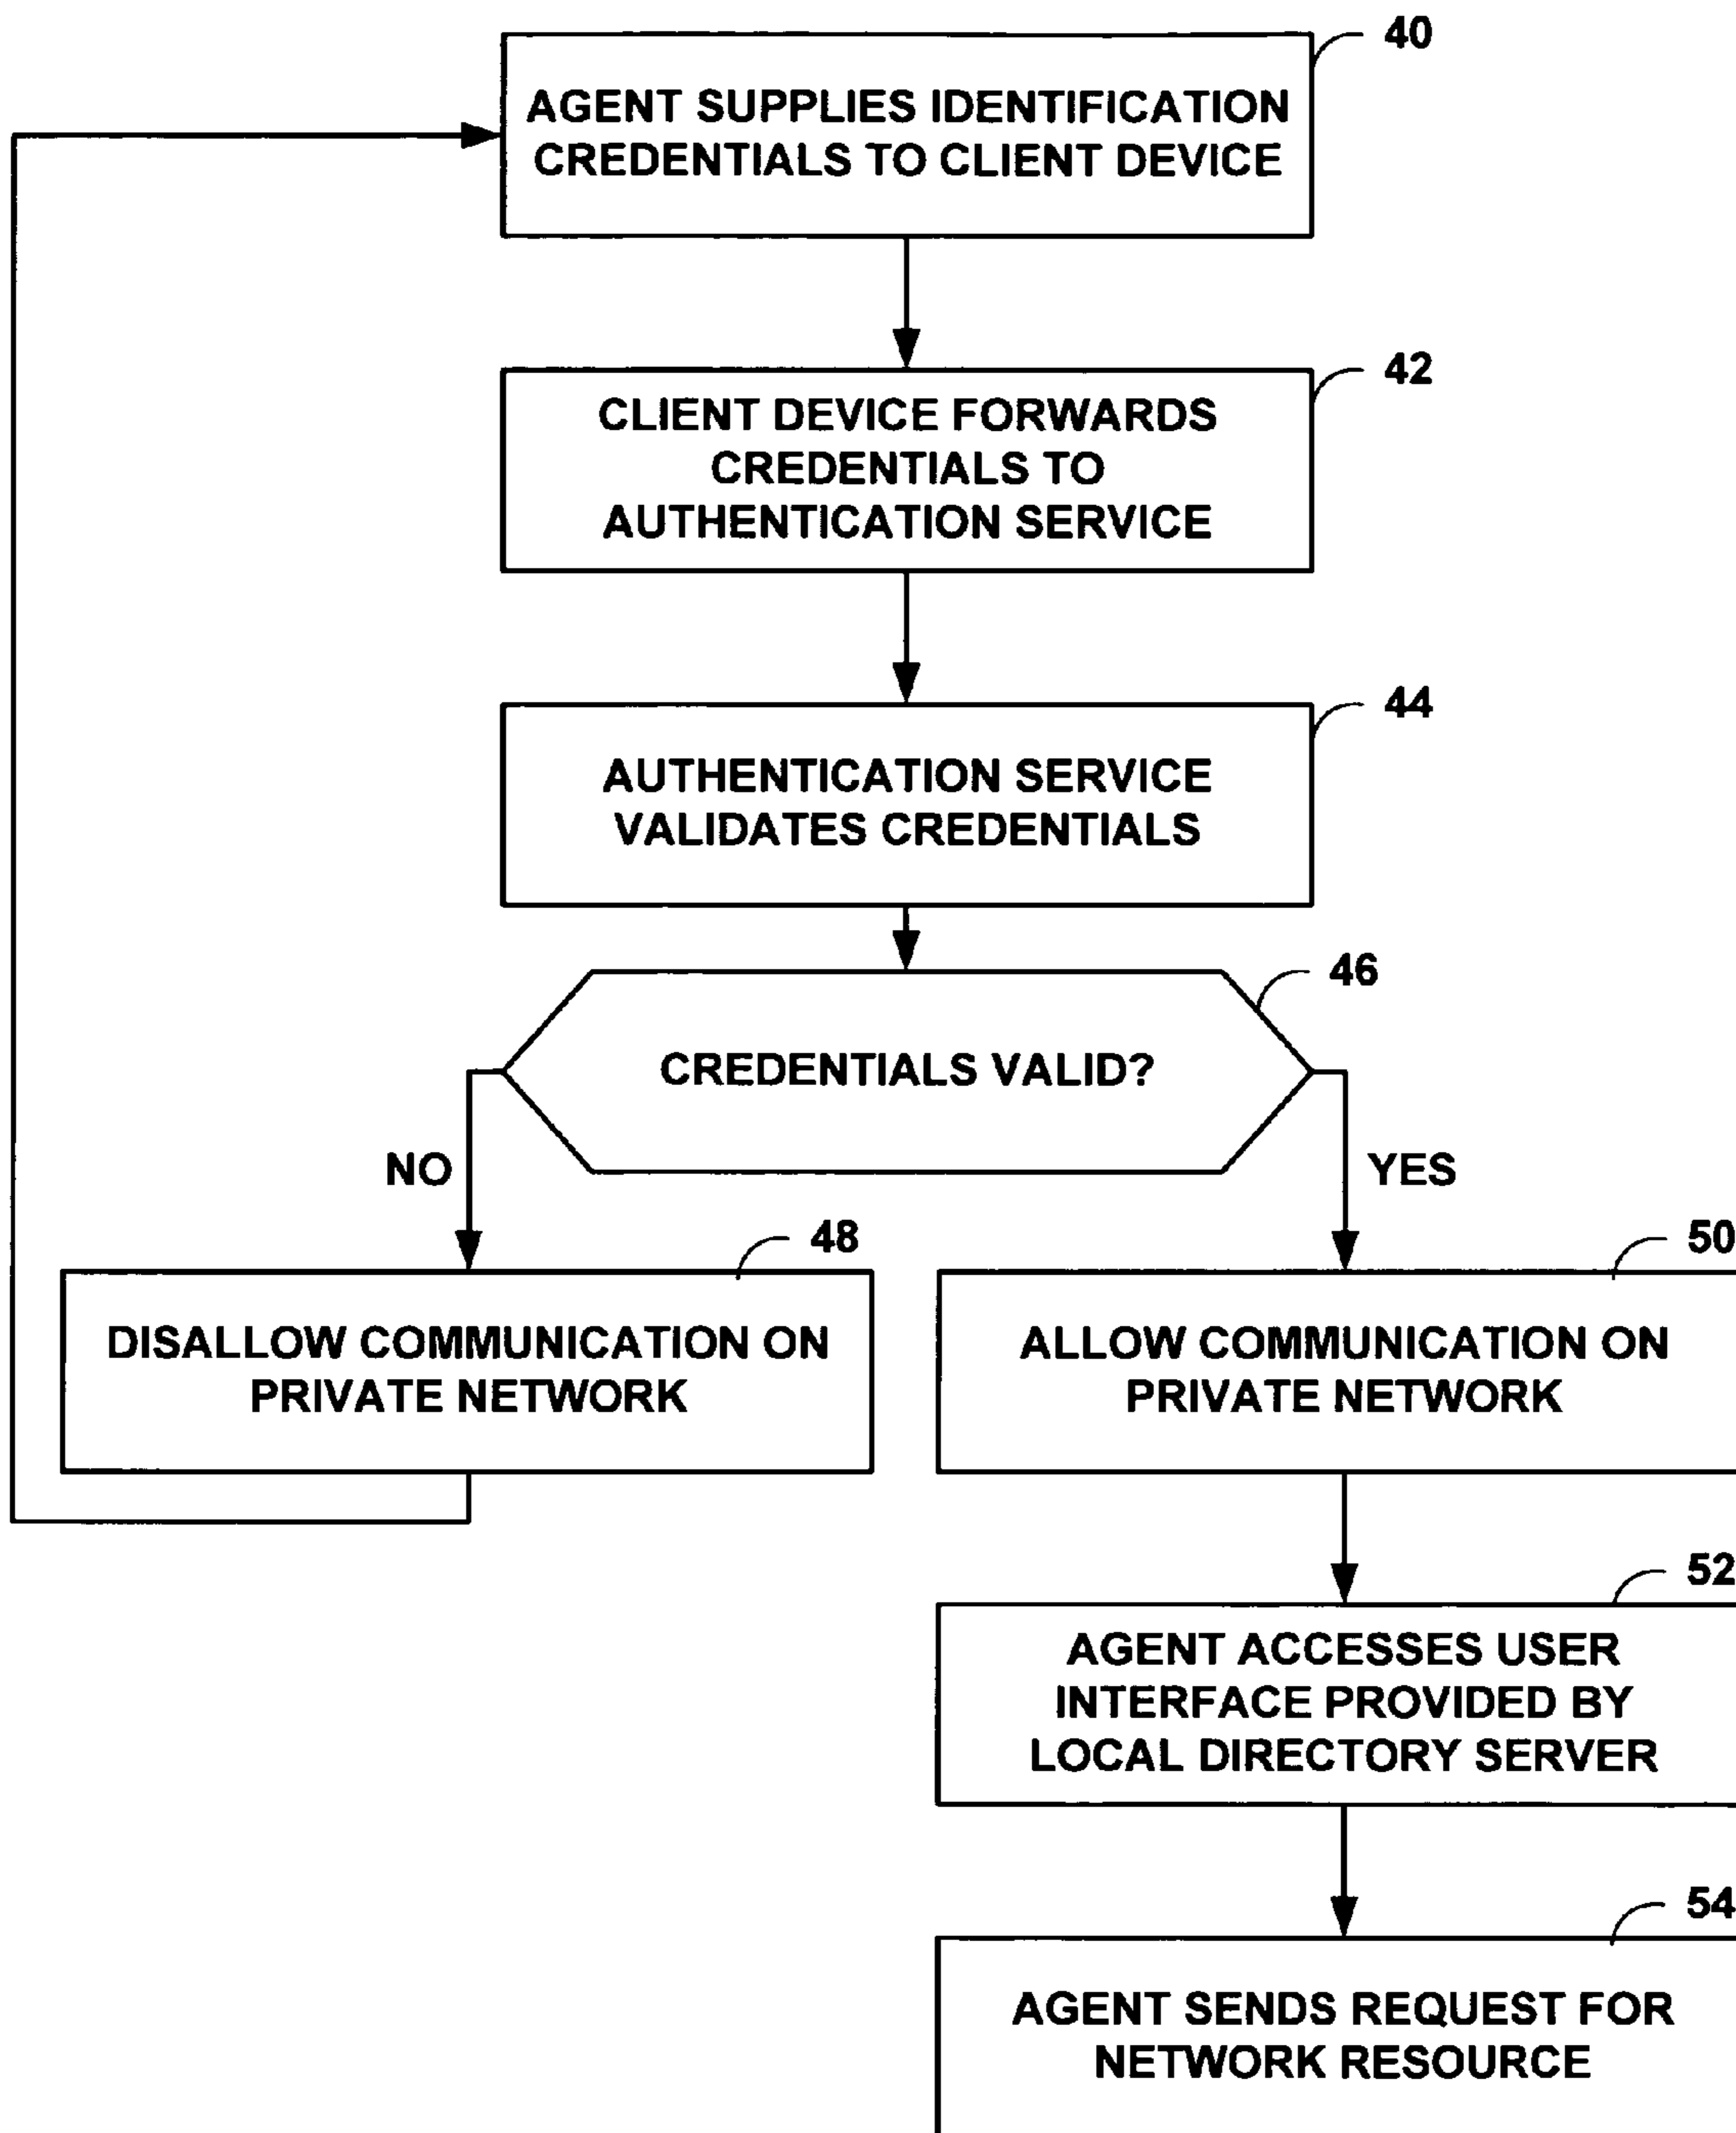 40
AGENT SUPPLIES IDENTIFICATION
CREDENTIALS TO CLIENT DEVICE
42
CLIENT DEVICE FORWARDS
CREDENTIALS TO
AUTHENTICATION SERVICE
44
AUTHENTICATION SERVICE
VALIDATES CREDENTIALS
46
CREDENTIALS VALID?
NO
YES
48
DISALLOW COMMUNICATION ON
PRIVATE NETWORK
50
ALLOW COMMUNICATION ON
PRIVATE NETWORK
52
AGENT ACCESSES USER
INTERFACE PROVIDED BY
LOCAL DIRECTORY SERVER
54
AGENT SENDS REQUEST FOR
NETWORK RESOURCE